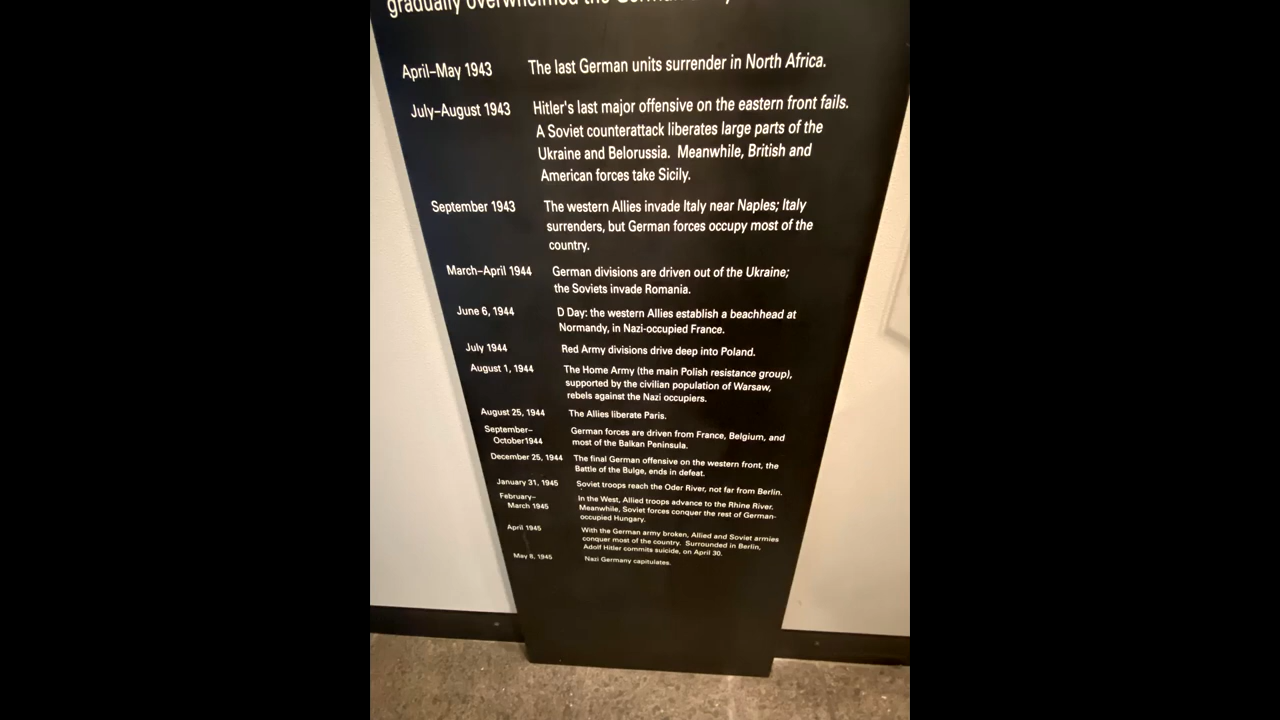 gradually overwhelmed the German
April–May 1943 The last German units surrender in North Africa.
July–August 1943 Hitler's last major offensive on the eastern front fails.
A Soviet counterattack liberates large parts of the
Ukraine and Belorussia. Meanwhile, British and
American forces take Sicily.
September 1943 The western Allies invade Italy near Naples; Italy
surrenders, but German forces occupy most of the
country.
March–April 1944 German divisions are driven out of the Ukraine;
the Soviets invade Romania.
June 6, 1944 D Day: the western Allies establish a beachhead at
Normandy, in Nazi-occupied France.
July 1944 Red Army divisions drive deep into Poland.
August 1, 1944 The Home Army (the main Polish resistance group),
supported by the civilian population of Warsaw,
rebels against the Nazi occupiers.
August 25, 1944 The Allies liberate Paris.
September– German forces are driven from France, Belgium, and
October1944 most of the Balkan Peninsula.
December 25, 1944 The final German offensive on the western front, the
Battle of the Bulge, ends in defeat.
January 31, 1945 Soviet troops reach the Oder River, not far from Berlin.
February– In the West, Allied troops advance to the Rhine River.
March 1945 Meanwhile, Soviet forces conquer the rest of German-
occupied Hungary.
April 1945 With the German army broken, Allied and Soviet armies
conquer most of the country. Surrounded in Berlin,
Adolf Hitler commits suicide, on April 30.
May 8, 1945 Nazi Germany capitulates.